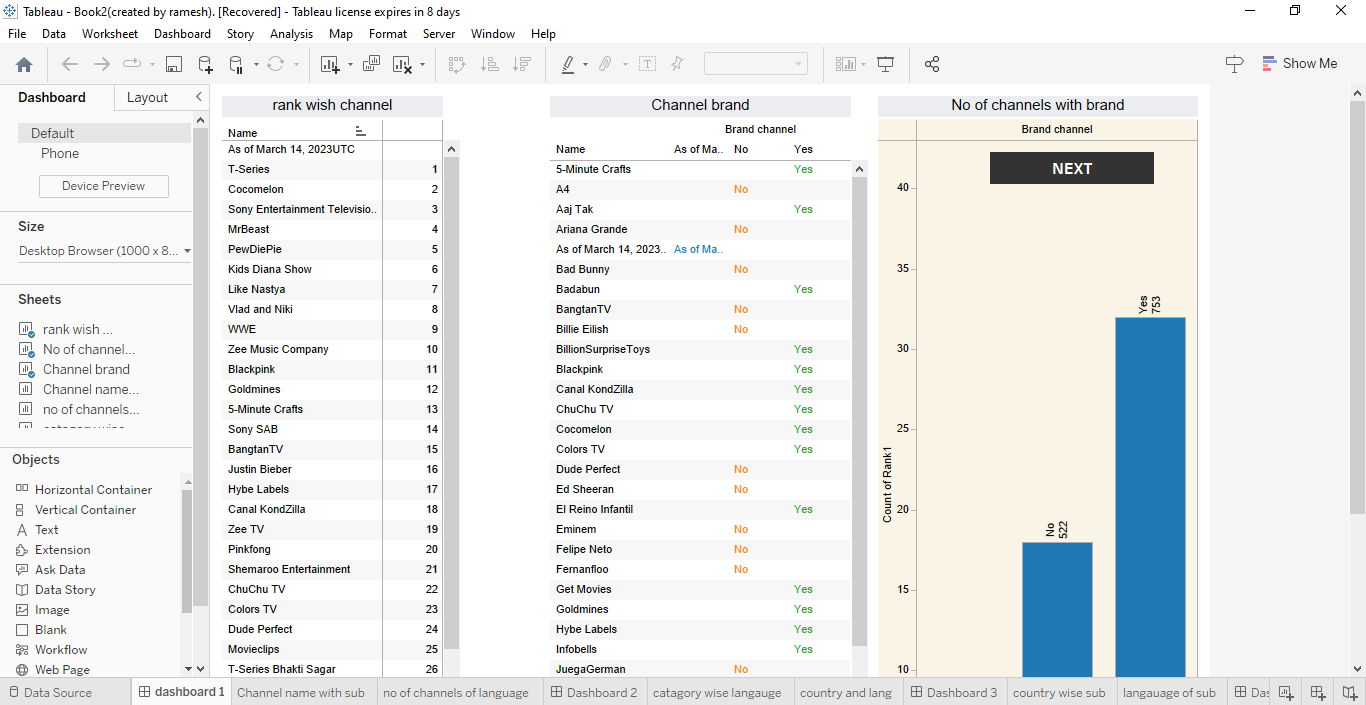 Tableau - Book2(created by ramesh). [Recovered] - Tableau license expires in 8 days
File Data Worksheet Dashboard Story Analysis Map Format Server Window Help
Show Me
Dashboard Layout
Default
Phone
Device Preview
Size
Desktop Browser (1000 x 8...
Sheets
rank wish ...
No of channel...
Channel brand
Channel name...
no of channels...
Objects
Horizontal Container
Vertical Container
Text
Extension
Ask Data
Data Story
Image
Blank
Workflow
Web Page
rank wish channel
Name
As of March 14, 2023UTC
T-Series 1
Cocomelon 2
Sony Entertainment Televisio.. 3
MrBeast 4
PewDiePie 5
Kids Diana Show 6
Like Nastya 7
Vlad and Niki 8
WWE 9
Zee Music Company 10
Blackpink 11
Goldmines 12
5-Minute Crafts 13
Sony SAB 14
BangtanTV 15
Justin Bieber 16
Hybe Labels 17
Canal KondZilla 18
Zee TV 19
Pinkfong 20
Shemaroo Entertainment 21
ChuChu TV 22
Colors TV 23
Dude Perfect 24
Movieclips 25
T-Series Bhakti Sagar 26
Channel brand
Brand channel
Name As of Ma.. No Yes
5-Minute Crafts Yes
A4 No
Aaj Tak Yes
Ariana Grande No
As of March 14, 2023.. As of Ma..
Bad Bunny No
Badabun Yes
BangtanTV No
Billie Eilish No
BillionSurpriseToys Yes
Blackpink Yes
Canal KondZilla Yes
ChuChu TV Yes
Cocomelon Yes
Colors TV Yes
Dude Perfect No
Ed Sheeran No
El Reino Infantil Yes
Eminem No
Felipe Neto No
Fernanfloo No
Get Movies Yes
Goldmines Yes
Hybe Labels Yes
Infobells Yes
JuegaGerman No
No of channels with brand
Brand channel
NEXT
40
35
30
25
20
15
10
Count of Rank1
No
522
Yes
753
Data Source dashboard 1 Channel name with sub no of channels of language Dashboard 2 catagory wise langauge country and lang Dashboard 3 country wise sub langauage of sub Das